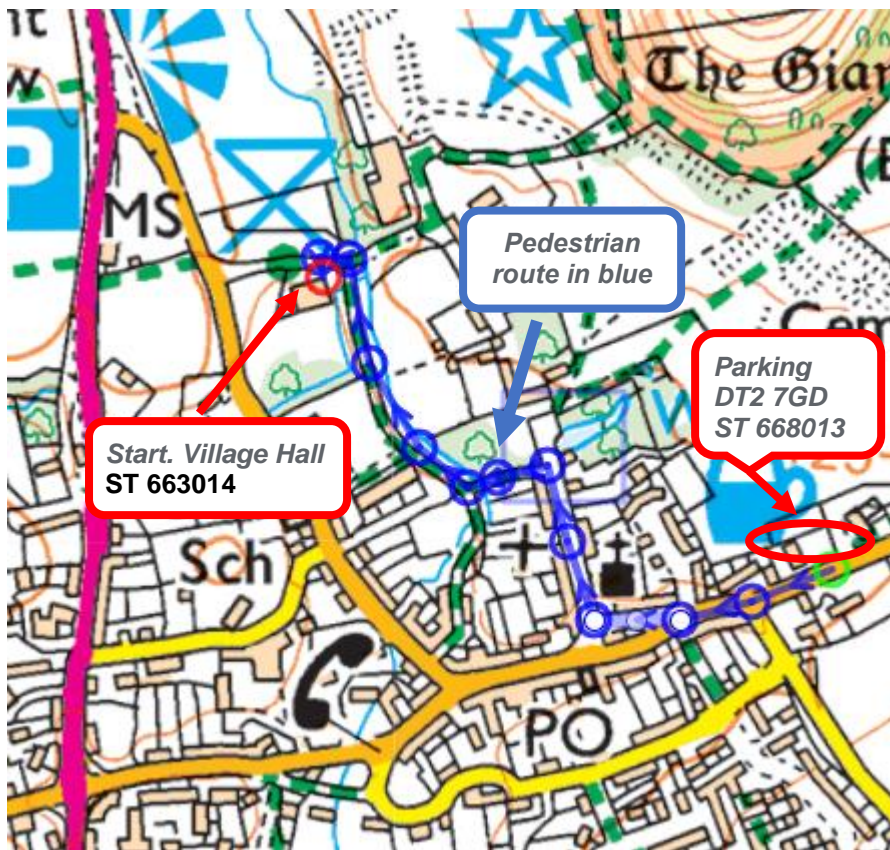 nt
w
The Gian
(E
P
MS
Pedestrian
route in blue
Cem
Parking
DT2 7GD
ST 668013
Start. Village Hall
ST 663014
Sch
PO